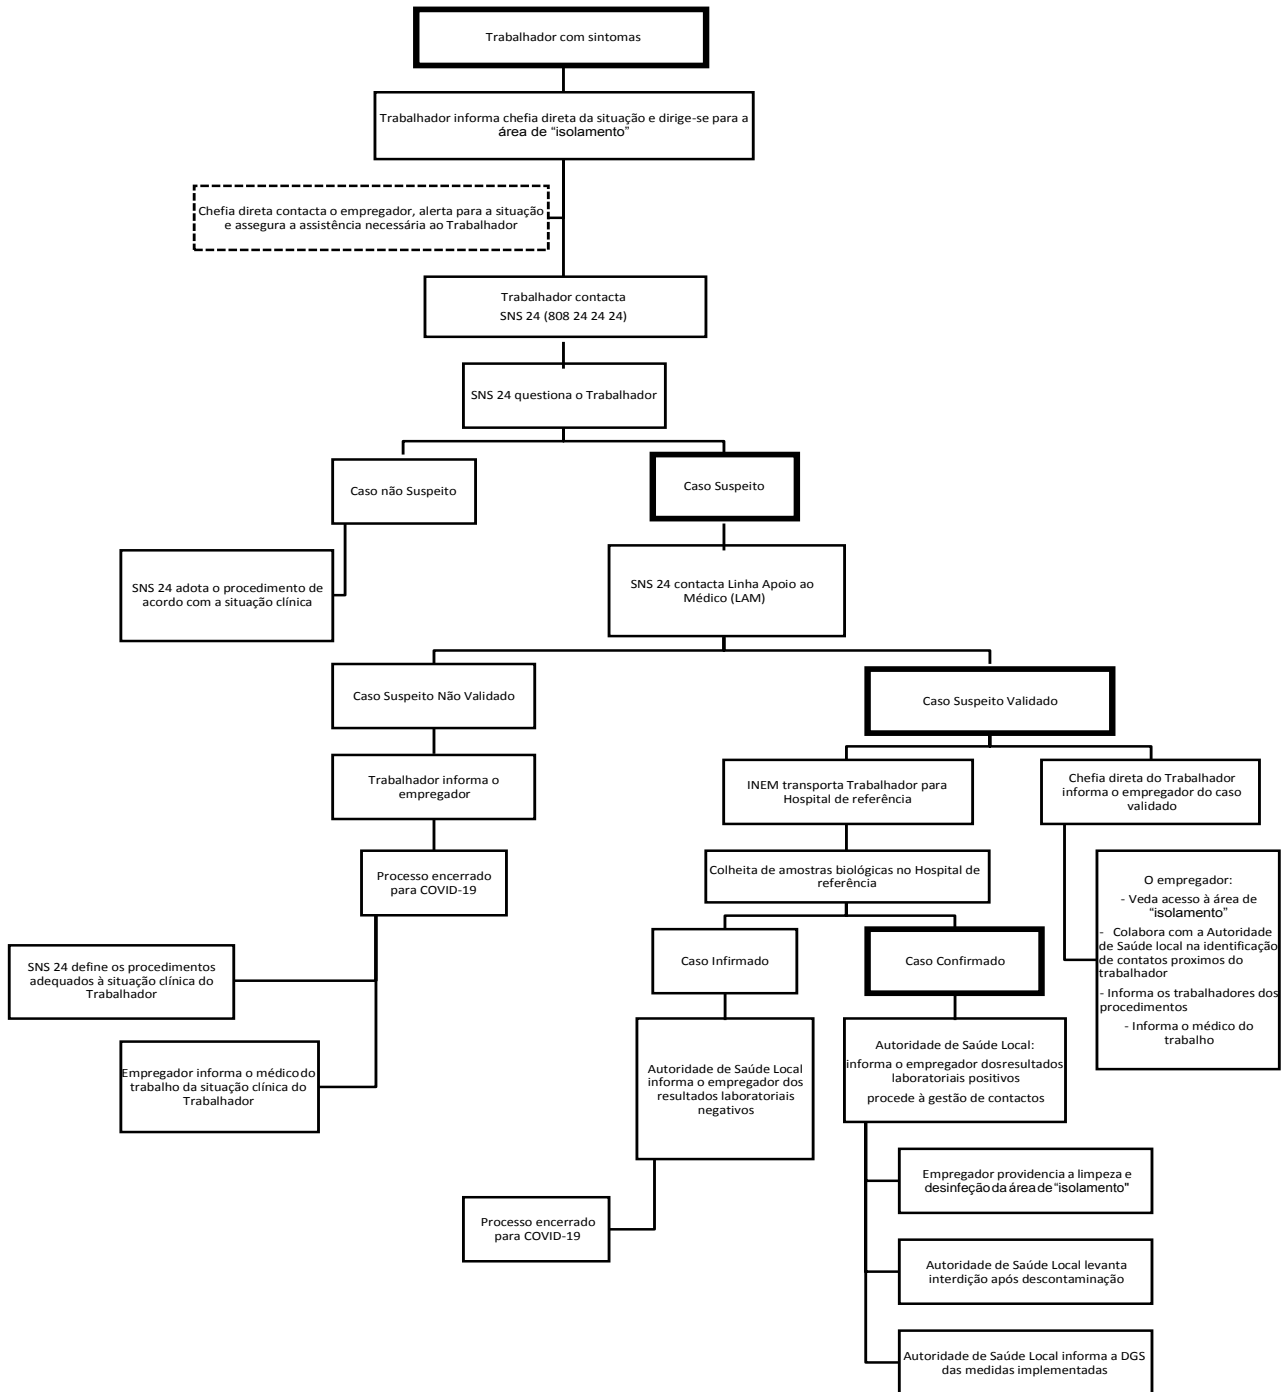 Trabalhador com sintomas
Trabalhador informa chefia direta da situação e dirige-se para a
área de “isolamento”
Chefia direta contacta o empregador, alerta para a situação
e assegura a assistência necessária ao Trabalhador
Trabalhador contacta
SNS 24 (808 24 24 24)
SNS 24 questiona o Trabalhador
Caso não Suspeito
Caso Suspeito
SNS 24 adota o procedimento de
acordo com a situação clínica
SNS 24 contacta Linha Apoio ao
Médico (LAM)
Caso Suspeito Não Validado
Caso Suspeito Validado
Trabalhador informa o
empregador
INEM transporta Trabalhador para
Hospital de referência
Chefia direta do Trabalhador
informa o empregador do caso
validado
Processo encerrado
para COVID-19
Colheita de amostras biológicas no Hospital de
referência
O empregador:
- Veda acesso à área de
“isolamento”
- Colabora com a Autoridade
de Saúde local na identificação
de contatos proximos do
trabalhador
- Informa os trabalhadores dos
procedimentos
- Informa o médico do
trabalho
SNS 24 define os procedimentos
adequados à situação clínica do
Trabalhador
Caso Infirmado
Caso Confirmado
Empregador informa o médico do
trabalho da situação clínica do
Trabalhador
Autoridade de Saúde Local
informa o empregador dos
resultados laboratoriais
negativos
Autoridade de Saúde Local:
informa o empregador dosresultados
laboratoriais positivos
procede à gestão de contactos
Processo encerrado
para COVID-19
Empregador providencia a limpeza e
desinfeção da área de “isolamento”
Autoridade de Saúde Local levanta
interdição após descontaminação
Autoridade de Saúde Local informa a DGS
das medidas implementadas